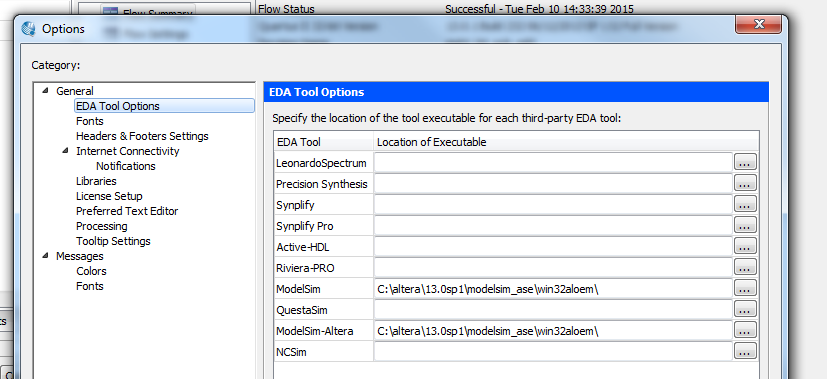 Flow Summary
Flow Status Successful - Tue Feb 10 14:33:39 2015
Options
Category:
General
EDA Tool Options
Fonts
Headers & Footers Settings
Internet Connectivity
Notifications
Libraries
License Setup
Preferred Text Editor
Processing
Tooltip Settings
Messages
Colors
Fonts
EDA Tool Options
Specify the location of the tool executable for each third-party EDA tool:
EDA Tool Location of Executable
LeonardoSpectrum ...
Precision Synthesis ...
Synplify ...
Synplify Pro ...
Active-HDL ...
Riviera-PRO ...
ModelSim C:\altera\13.0sp1\modelsim_ase\win32aloem\ ...
QuestaSim ...
ModelSim-Altera C:\altera\13.0sp1\modelsim_ase\win32aloem\ ...
NCSim ...